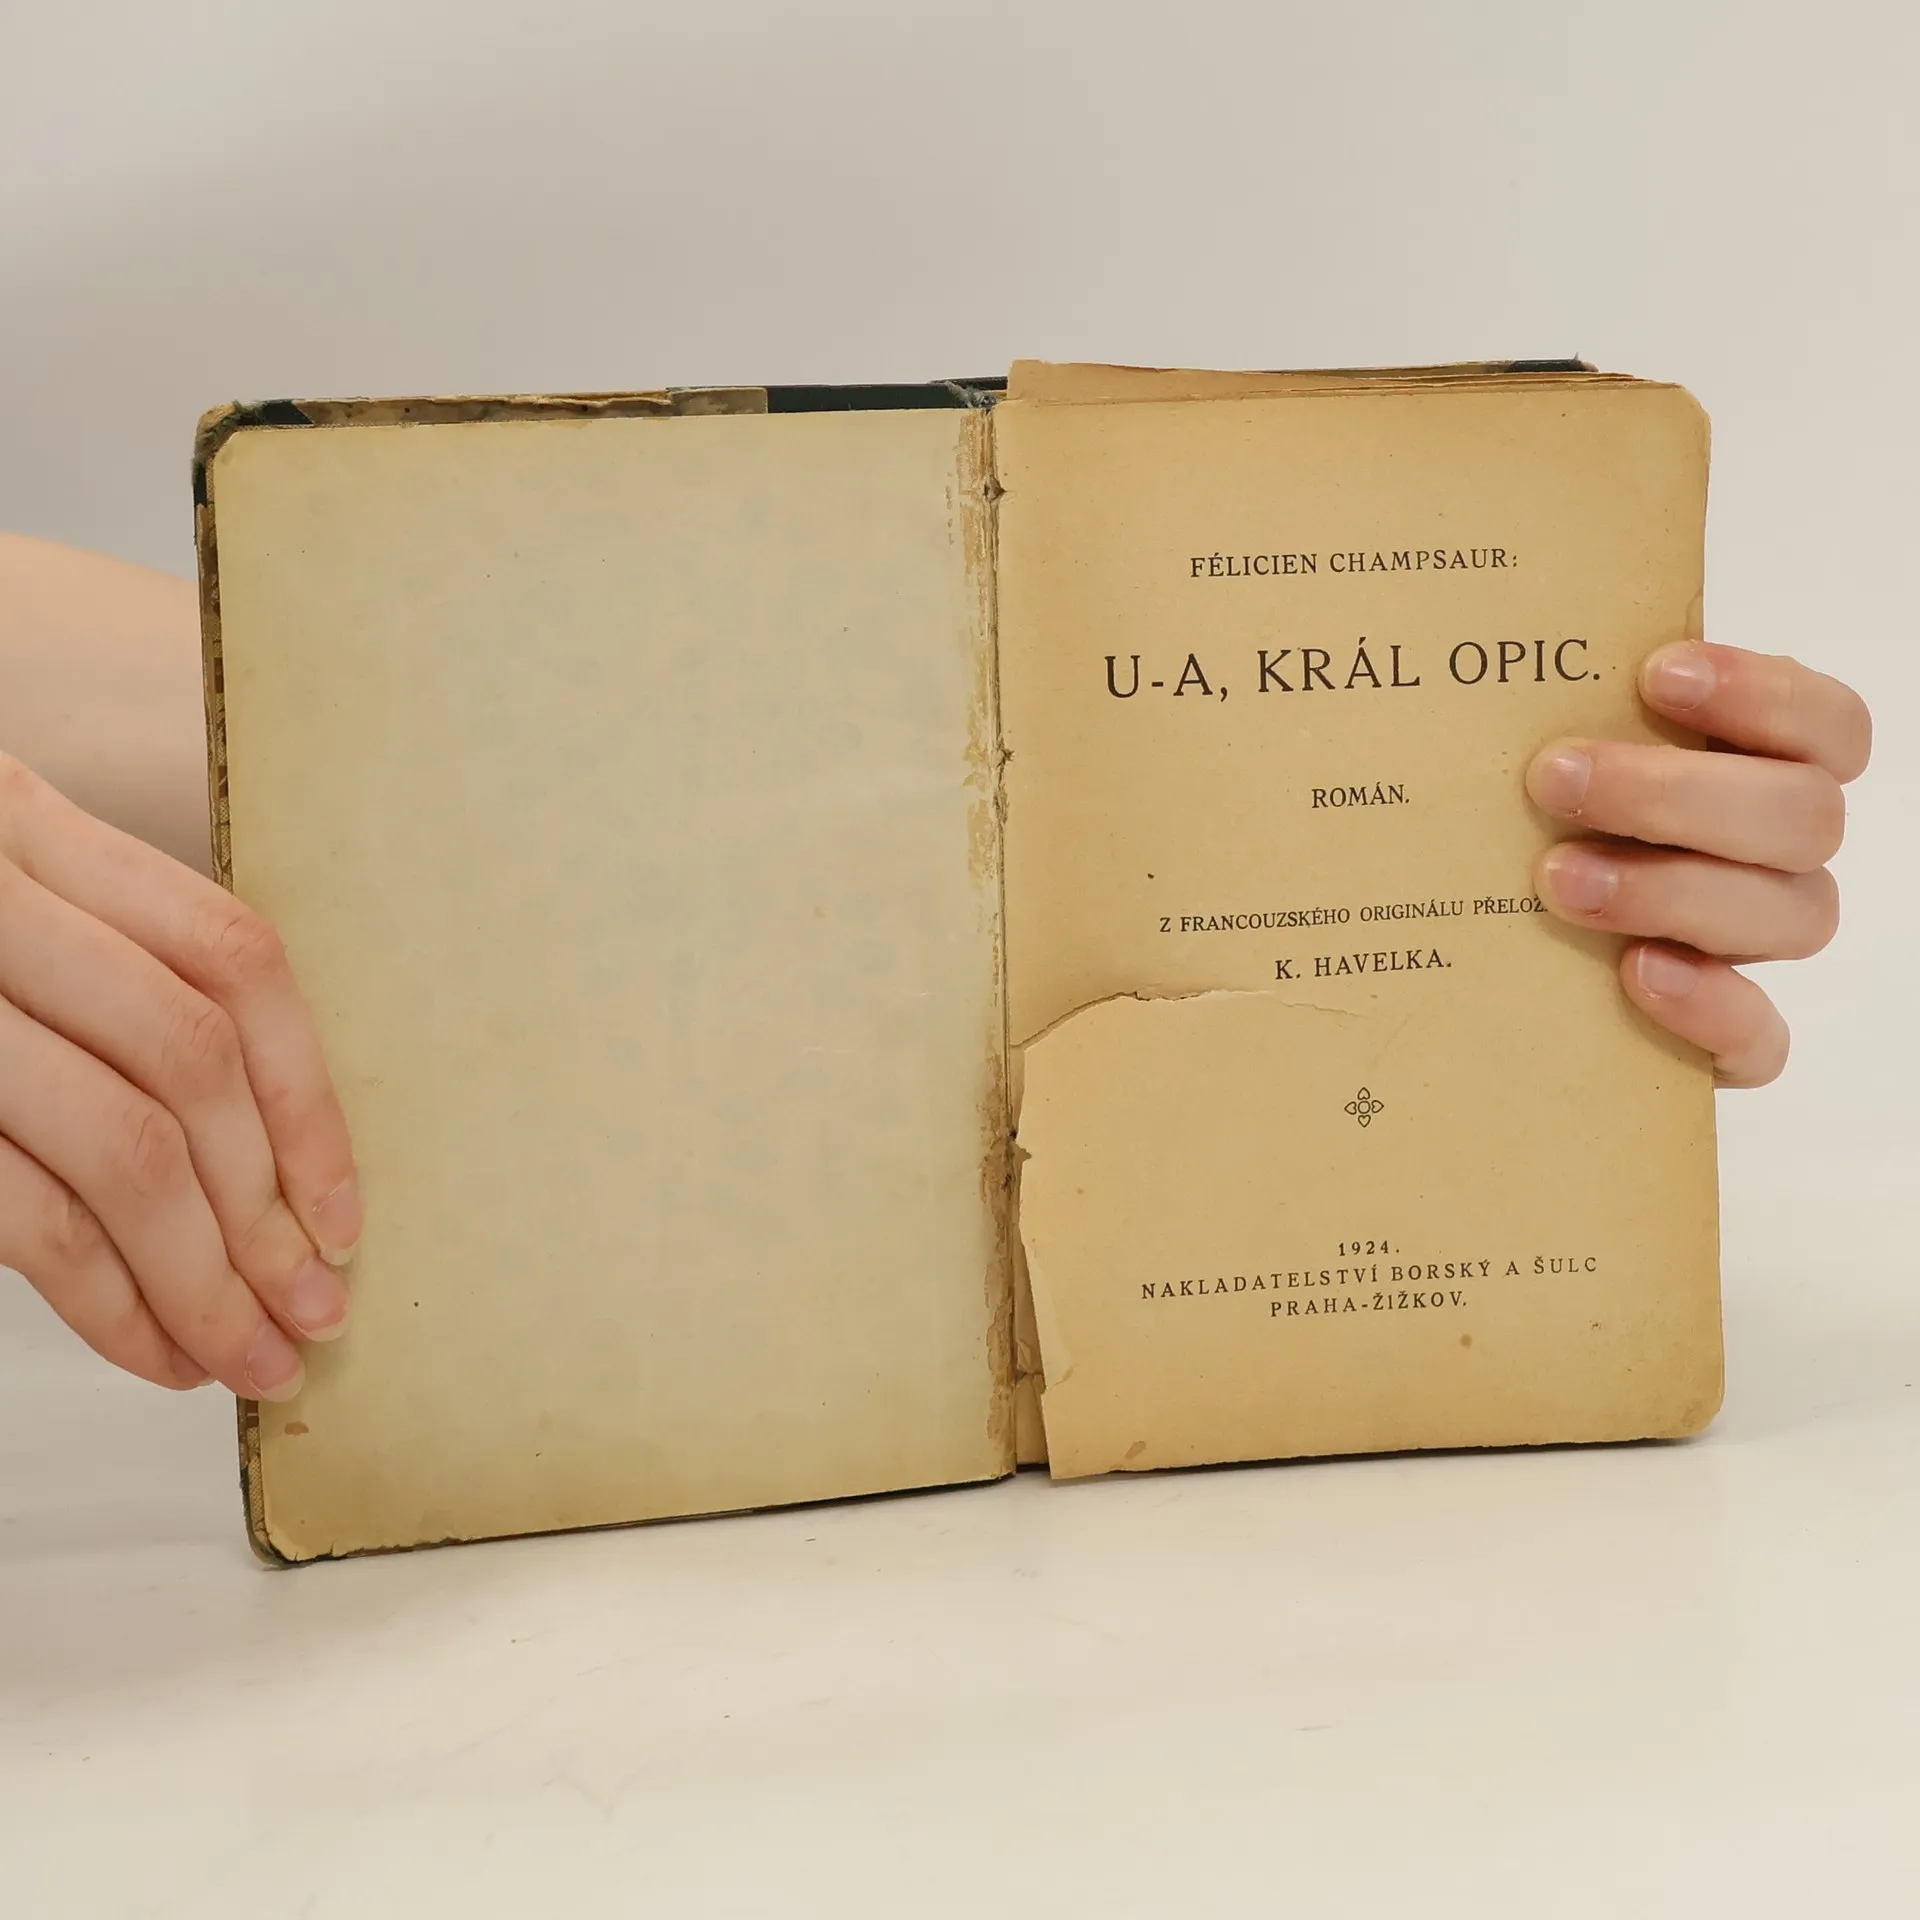 FÉLICIEN CHAMPSAUR:
U-A, KRÁL OPIC.
ROMÁN.
Z FRANCOUZSKÉHO ORIGINÁLU
K. HAVELKA.
1924.
NAKLADATELSTVÍ BORSKÝ A ŠULC
PRAHA-ŽIŽKOV.